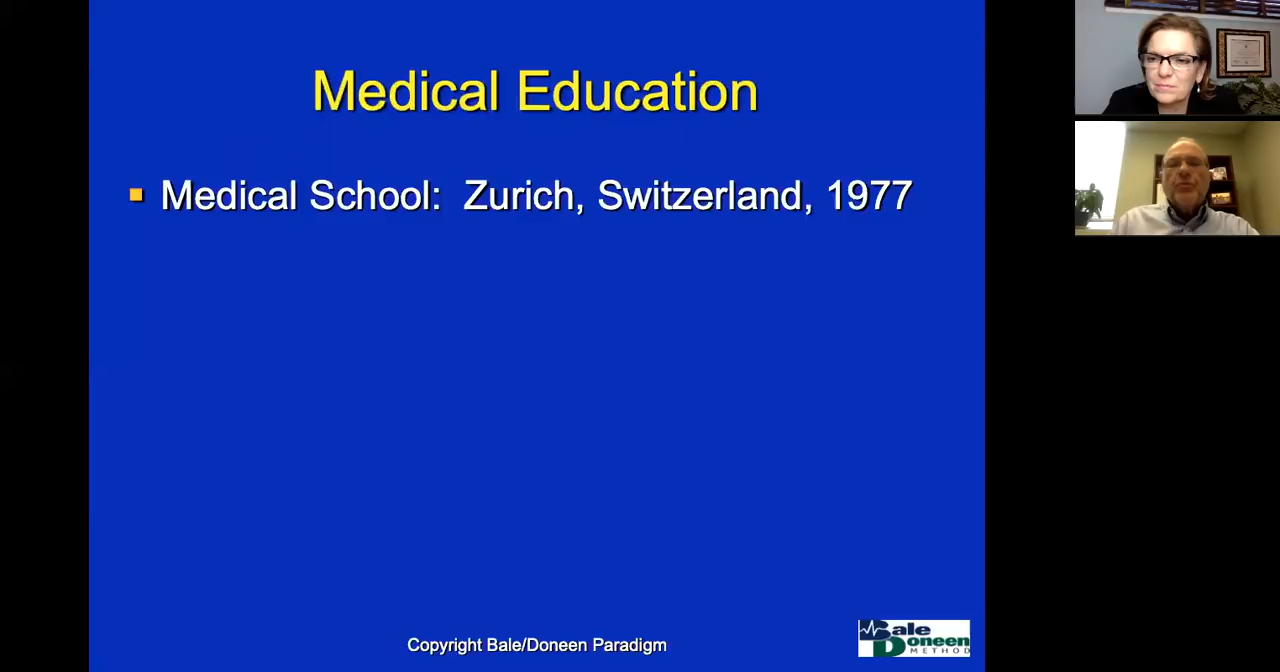 Medical Education
Medical School:  Zurich, Switzerland, 1977
Copyright Bale/Doneen Paradigm
Bale
Doneen
METHOD